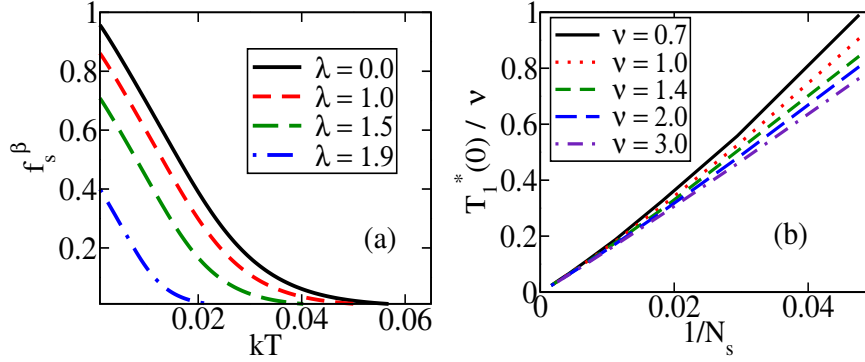 1
0.8
0.6
0.4
0.2
f_s^β
λ = 0.0
λ = 1.0
λ = 1.5
λ = 1.9
(a)
0.02
0.04
0.06
kT
1
0.8
0.6
0.4
0.2
0
T_1^*(0) / ν
ν = 0.7
ν = 1.0
ν = 1.4
ν = 2.0
ν = 3.0
(b)
0
0.02
0.04
1/N_s